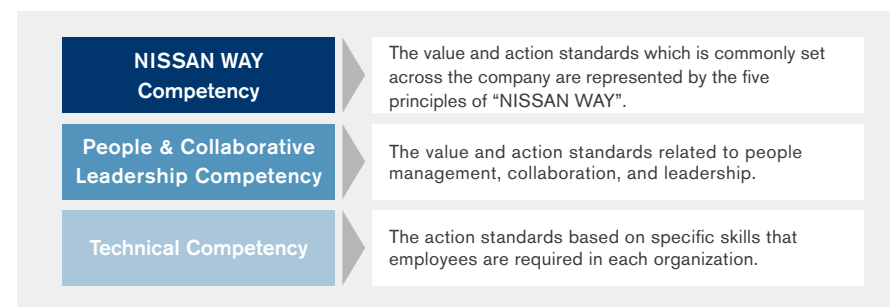 NISSAN WAY
Competency
The value and action standards which is commonly set
across the company are represented by the five
principles of “NISSAN WAY”.
People & Collaborative
Leadership Competency
The value and action standards related to people
management, collaboration, and leadership.
Technical Competency
The action standards based on specific skills that
employees are required in each organization.